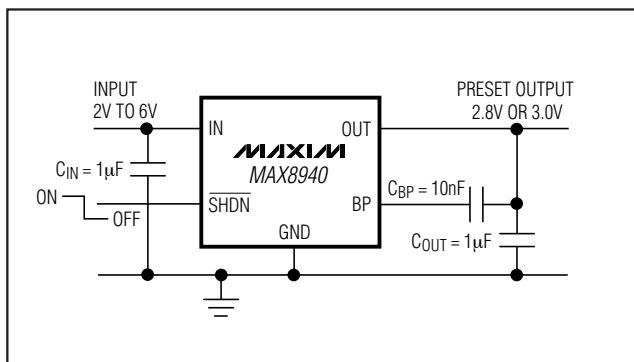 INPUT
2V TO 6V
PRESET OUTPUT
2.8V OR 3.0V
IN
OUT
MAXIM
MAX8940
C_IN = 1µF
C_BP = 10nF
ON
OFF
SHDN
BP
GND
C_OUT = 1µF